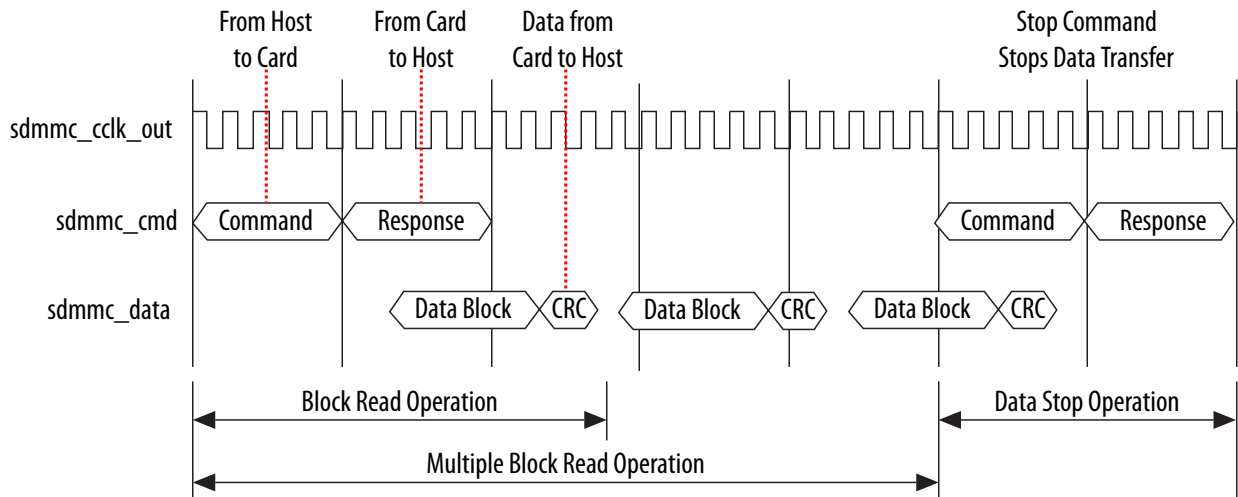 From Host
to Card
From Card
to Host
Data from
Card to Host
Stop Command
Stops Data Transfer
sdmmc_cclk_out
sdmmc_cmd
Command
Response
Command
Response
sdmmc_data
Data Block
CRC
Data Block
CRC
Data Block
CRC
Block Read Operation
Data Stop Operation
Multiple Block Read Operation